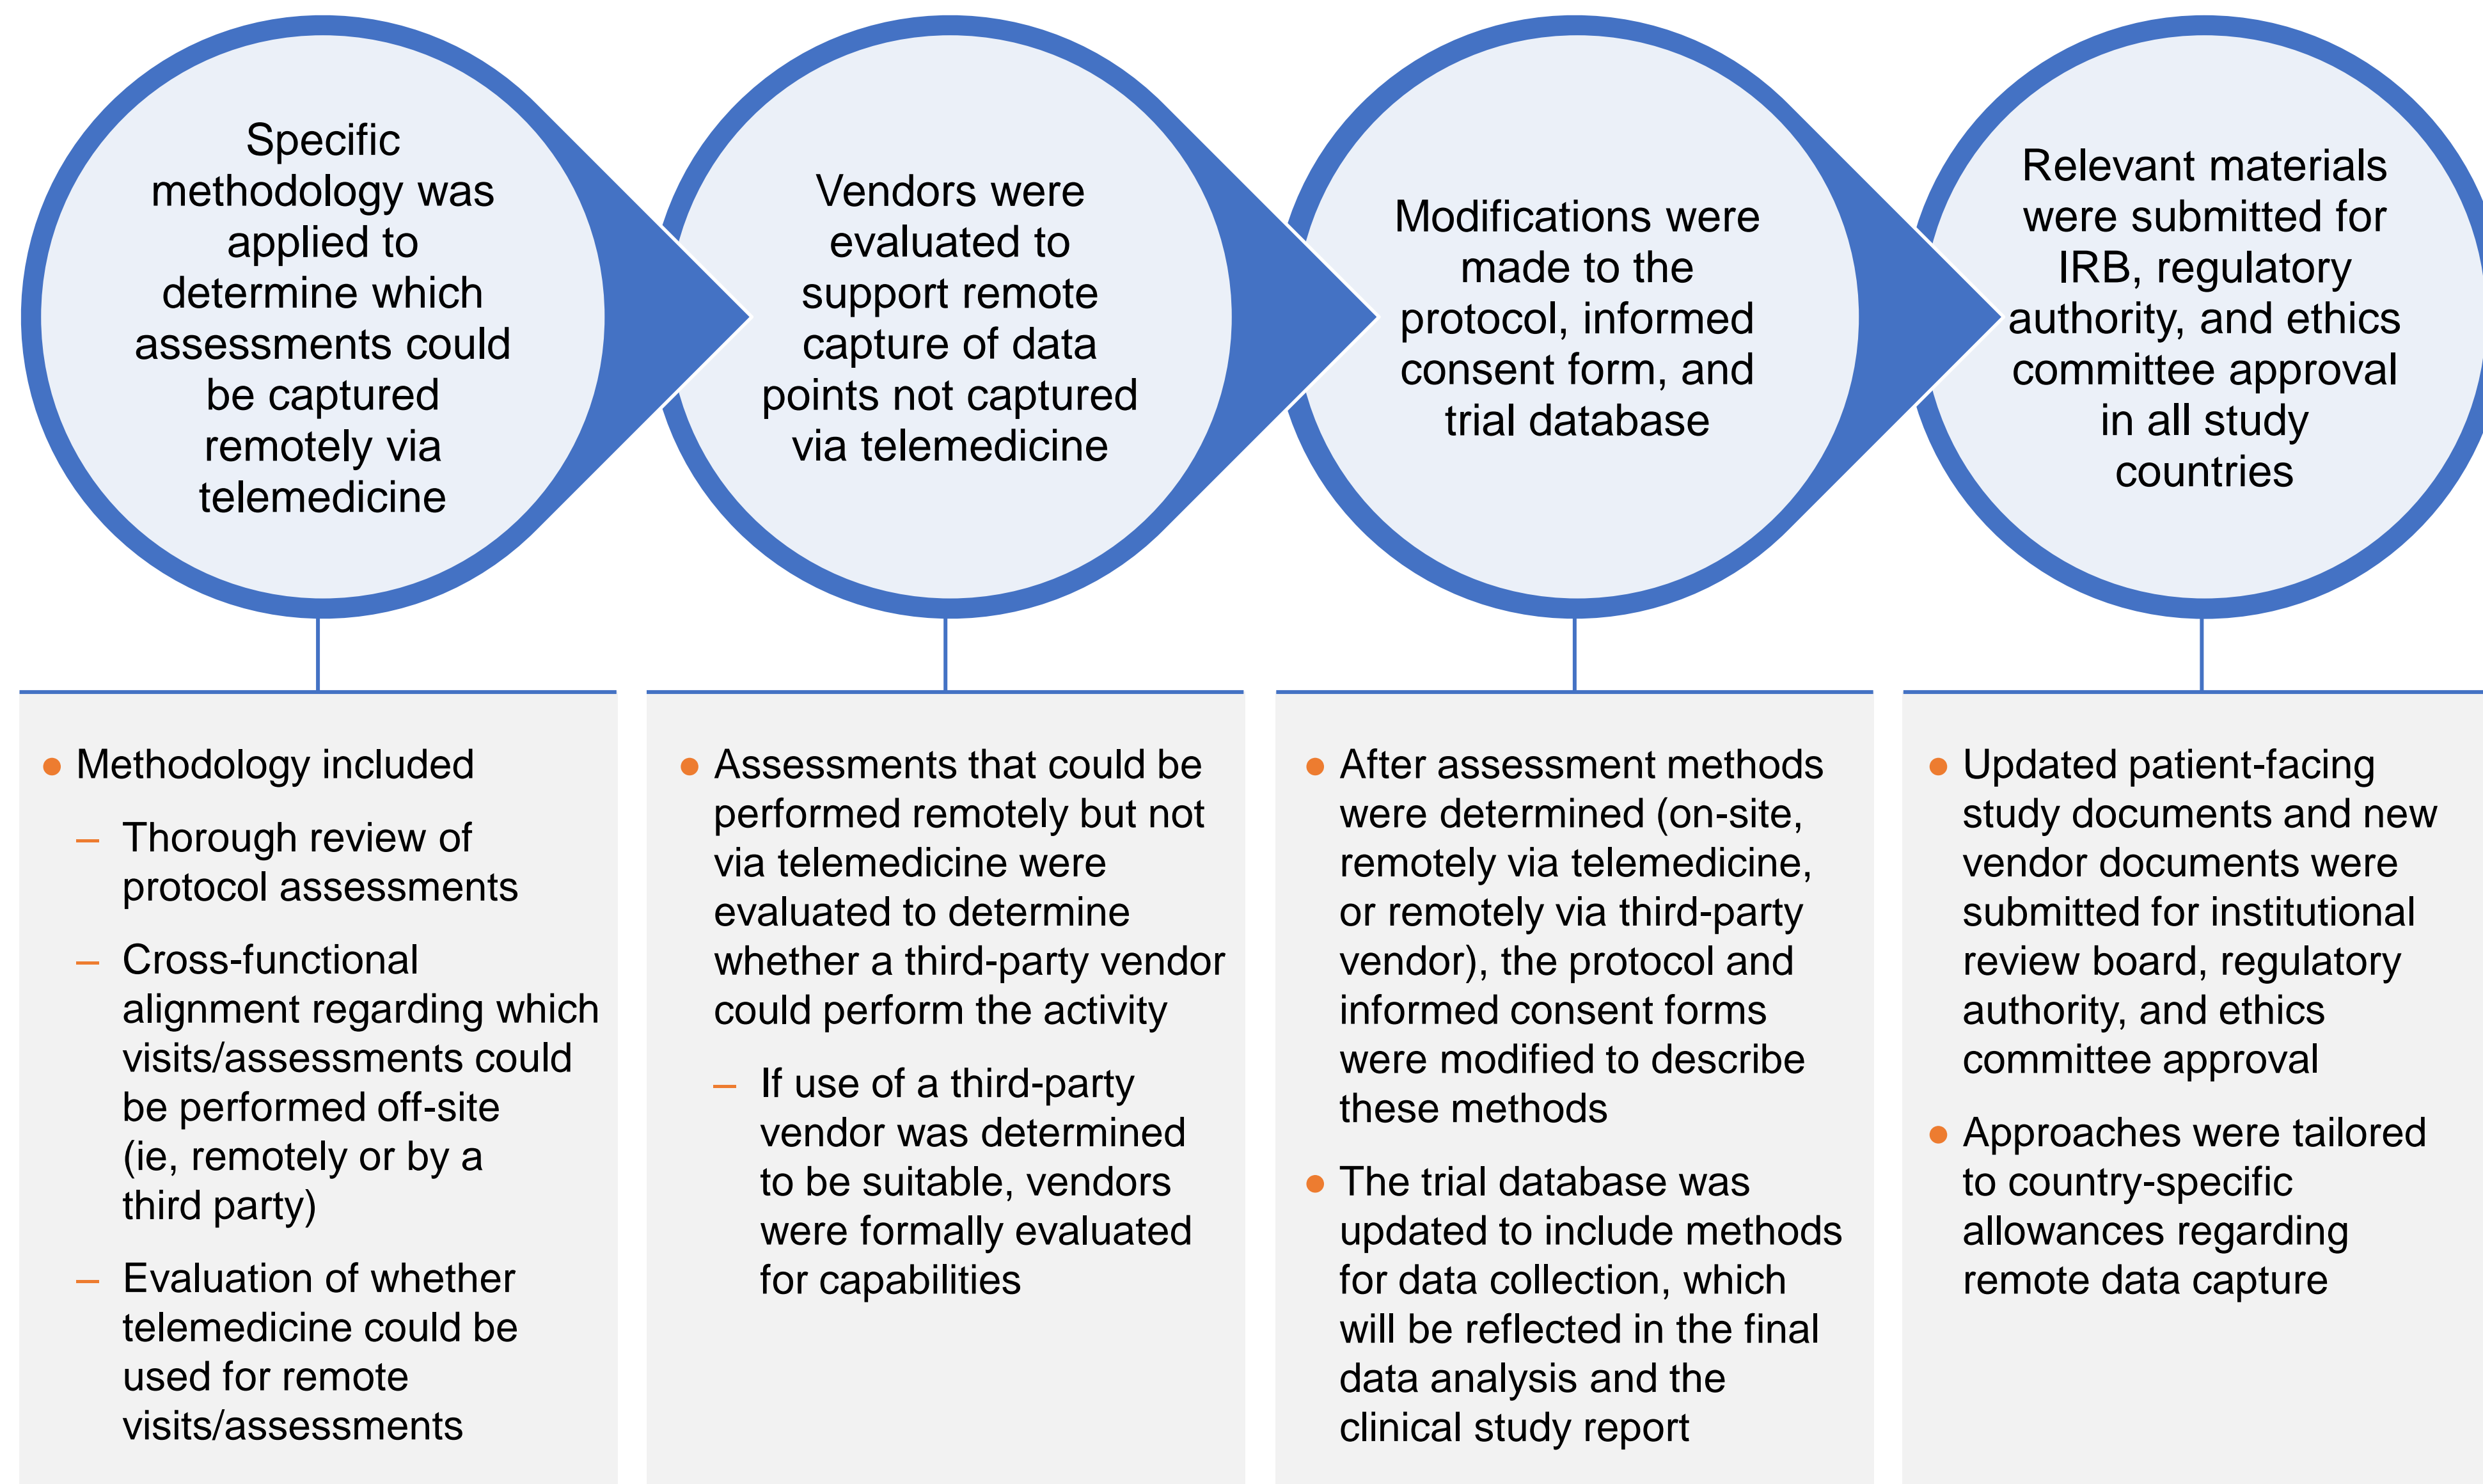 Specific
methodology was
applied to
determine which
assessments could
be captured
remotely via
telemedicine
Vendors were
evaluated to
support remote
capture of data
points not captured
via telemedicine
Modifications were
made to the
protocol, informed
consent form, and
trial database
Relevant materials
were submitted for
IRB, regulatory
authority, and ethics
committee approval
in all study
countries
● Methodology included
– Thorough review of
protocol assessments
– Cross-functional
alignment regarding which
visits/assessments could
be performed off-site
(ie, remotely or by a
third party)
– Evaluation of whether
telemedicine could be
used for remote
visits/assessments
● Assessments that could be
performed remotely but not
via telemedicine were
evaluated to determine
whether a third-party vendor
could perform the activity
– If use of a third-party
vendor was determined
to be suitable, vendors
were formally evaluated
for capabilities
● After assessment methods
were determined (on-site,
remotely via telemedicine,
or remotely via third-party
vendor), the protocol and
informed consent forms
were modified to describe
these methods
● The trial database was
updated to include methods
for data collection, which
will be reflected in the final
data analysis and the
clinical study report
● Updated patient-facing
study documents and new
vendor documents were
submitted for institutional
review board, regulatory
authority, and ethics
committee approval
● Approaches were tailored
to country-specific
allowances regarding
remote data capture